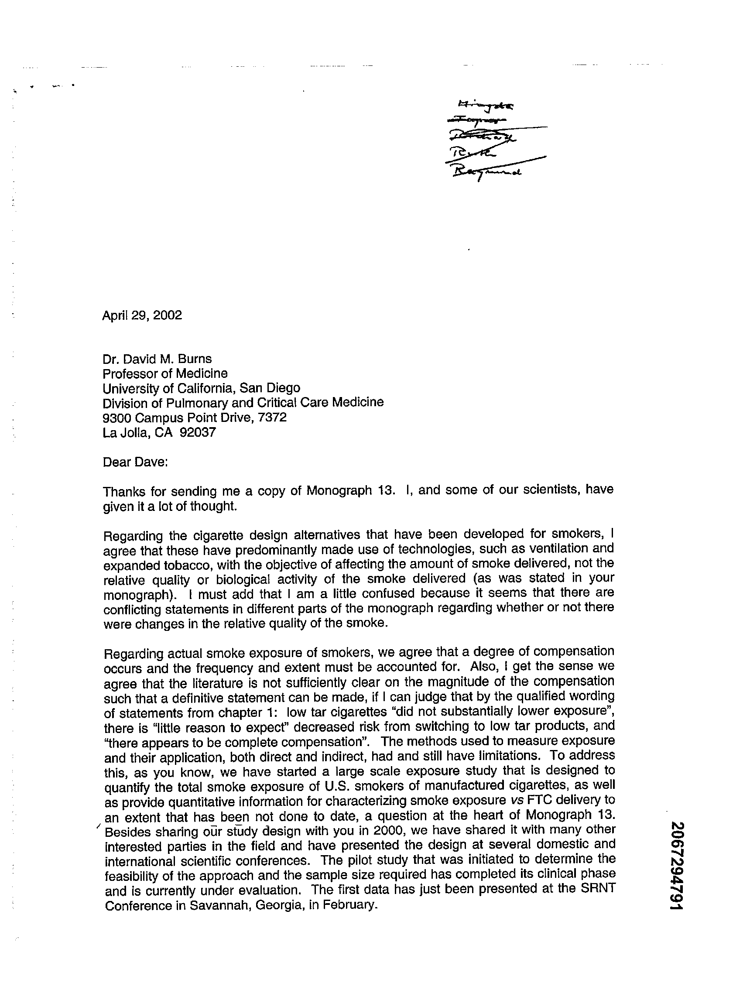 April 29, 2002
Dr. David M. Burns
Professor of Medicine
University of California, San Diego
Division of Pulmonary and Critical Care Medicine
9300 Campus Point Drive, 7372
La Jolla, CA 92037
Dear Dave:
Thanks for sending me a copy of Monograph 13. I, and some of our scientists, have
given it a lot of thought.
Regarding the cigarette design alternatives that have been developed for smokers, I
agree that these have predominantly made use of technologies, such as ventilation and
expanded tobacco, with the objective of affecting the amount of smoke delivered, not the
relative quality or biological activity of the smoke delivered (as was stated in your
monograph). I must add that I am a little confused because it seems that there are
conflicting statements in different parts of the monograph regarding whether or not there
were changes in the relative quality of the smoke.
Regarding actual smoke exposure of smokers, we agree that a degree of compensation
occurs and the frequency and extent must be accounted for. Also, I get the sense we
agree that the literature is not sufficiently clear on the magnitude of the compensation
such that a definitive statement can be made, if I can judge that by the qualified wording
of statements from chapter 1: low tar cigarettes "did not substantially lower exposure",
there is "little reason to expect" decreased risk from switching to low tar products, and
"there appears to be complete compensation". The methods used to measure exposure
and their application, both direct and indirect, had and still have limitations. To address
this, as you know, we have started a large scale exposure study that is designed to
quantify the total smoke exposure of U.S. smokers of manufactured cigarettes, as well
as provide quantitative information for characterizing smoke exposure vs FTC delivery to
an extent that has been not done to date, a question at the heart of Monograph 13.
Besides sharing our study design with you in 2000, we have shared it with many other
interested parties in the field and have presented the design at several domestic and
international scientific conferences. The pilot study that was initiated to determine the
feasibility of the approach and the sample size required has completed its clinical phase
and is currently under evaluation. The first data has just been presented at the SRNT
Conference in Savannah, Georgia, in February.
2067294791